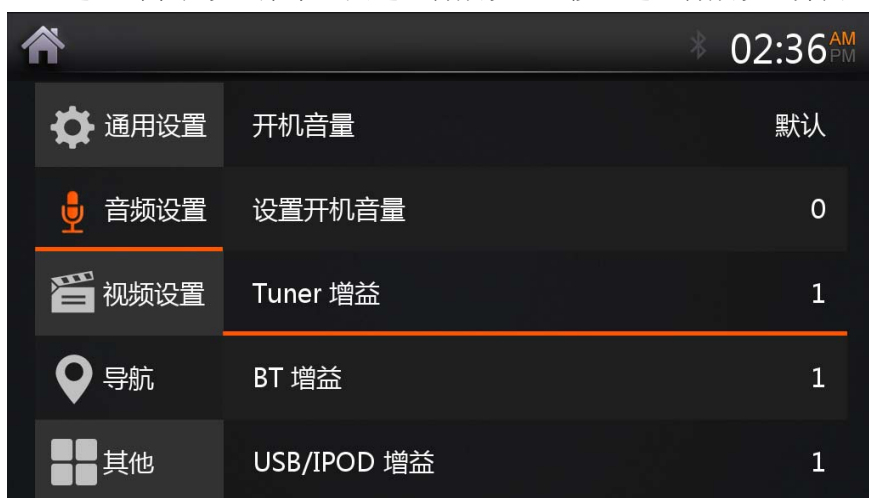 02:36 AM
PM
通用设置 开机音量 默认
音频设置 设置开机音量 0
视频设置 Tuner 增益 1
导航 BT 增益 1
其他 USB/IPOD 增益 1